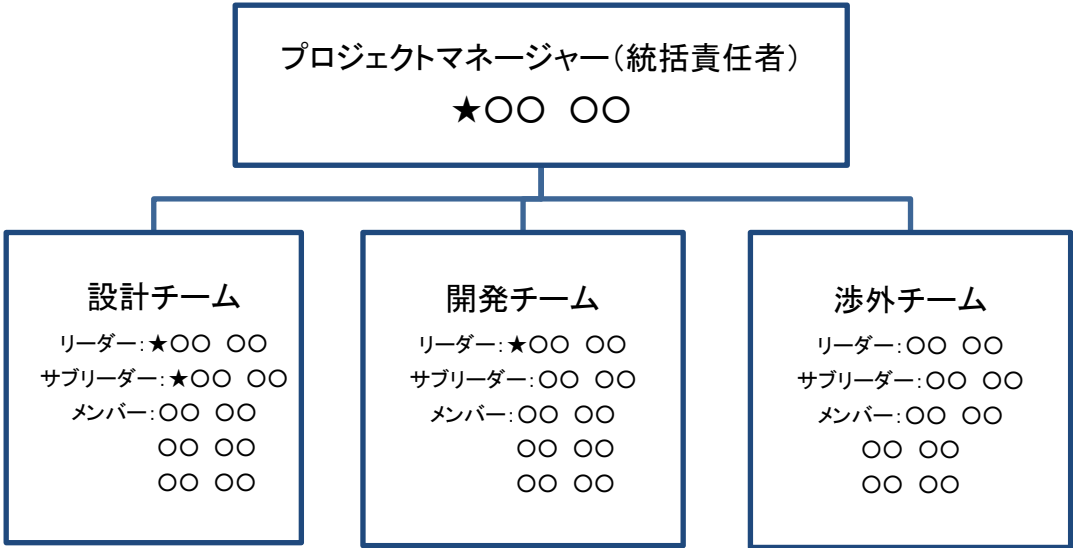 プロジェクトマネージャー（統括責任者）
★〇〇 〇〇
設計チーム
リーダー：★〇〇 〇〇
サブリーダー：★〇〇 〇〇
メンバー：〇〇 〇〇
〇〇 〇〇
〇〇 〇〇
開発チーム
リーダー：★〇〇 〇〇
サブリーダー：〇〇 〇〇
メンバー：〇〇 〇〇
〇〇 〇〇
〇〇 〇〇
渉外チーム
リーダー：〇〇 〇〇
サブリーダー：〇〇 〇〇
メンバー：〇〇 〇〇
〇〇 〇〇
〇〇 〇〇